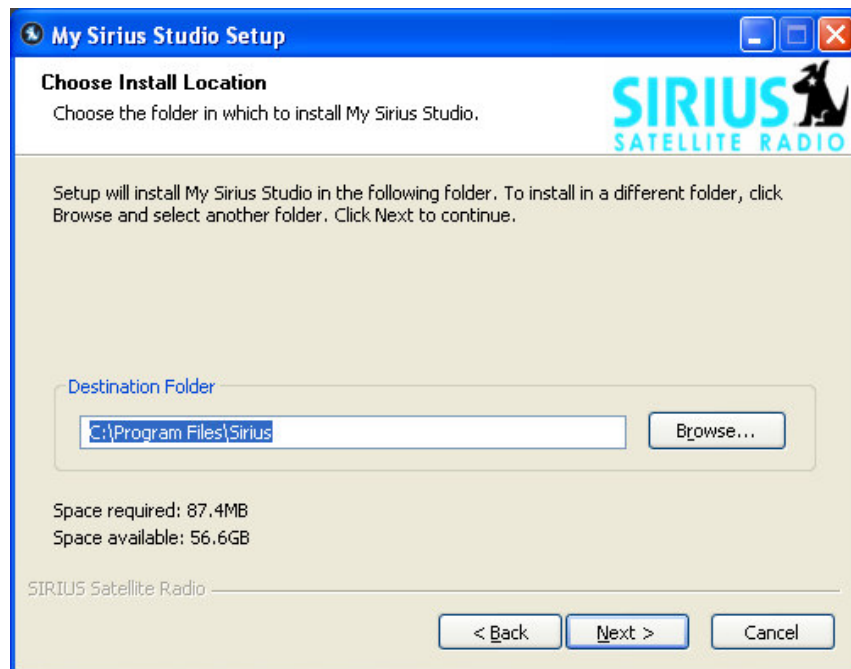 My Sirius Studio Setup
Choose Install Location
Choose the folder in which to install My Sirius Studio.
SIRIUS
SATELLITE RADIO
Setup will install My Sirius Studio in the following folder. To install in a different folder, click
Browse and select another folder. Click Next to continue.
Destination Folder
C:\Program Files\Sirius
Browse...
Space required: 87.4MB
Space available: 56.6GB
SIRIUS Satellite Radio
< Back
Next >
Cancel